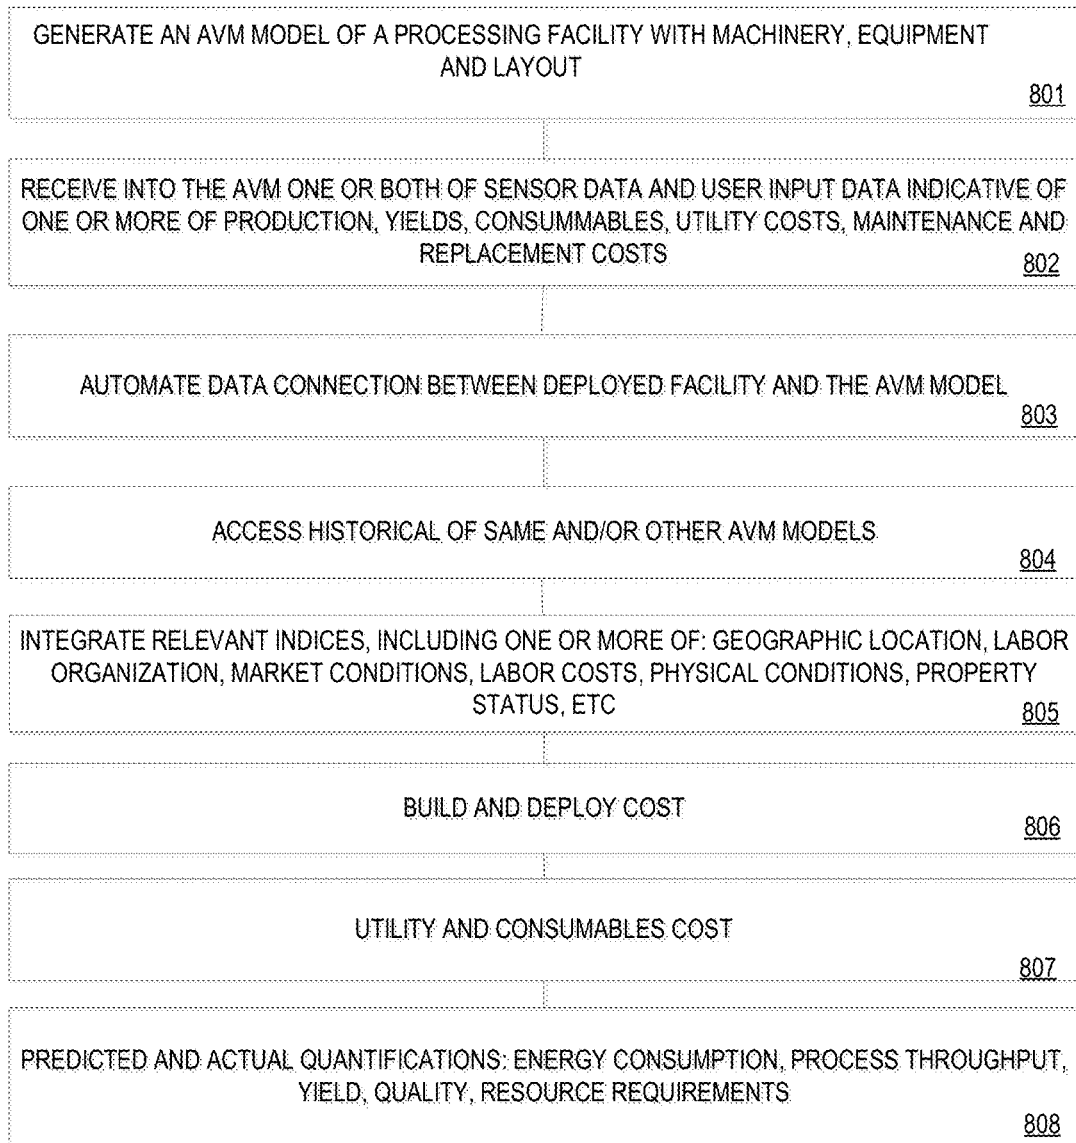 GENERATE AN AVM MODEL OF A PROCESSING FACILITY WITH MACHINERY, EQUIPMENT
AND LAYOUT
801
RECEIVE INTO THE AVM ONE OR BOTH OF SENSOR DATA AND USER INPUT DATA INDICATIVE OF
ONE OR MORE OF PRODUCTION, YIELDS, CONSUMMABLES, UTILITY COSTS, MAINTENANCE AND
REPLACEMENT COSTS
802
AUTOMATE DATA CONNECTION BETWEEN DEPLOYED FACILITY AND THE AVM MODEL
803
ACCESS HISTORICAL OF SAME AND/OR OTHER AVM MODELS
804
INTEGRATE RELEVANT INDICES, INCLUDING ONE OR MORE OF: GEOGRAPHIC LOCATION, LABOR
ORGANIZATION, MARKET CONDITIONS, LABOR COSTS, PHYSICAL CONDITIONS, PROPERTY
STATUS, ETC
805
BUILD AND DEPLOY COST
806
UTILITY AND CONSUMABLES COST
807
PREDICTED AND ACTUAL QUANTIFICATIONS: ENERGY CONSUMPTION, PROCESS THROUGHPUT,
YIELD, QUALITY, RESOURCE REQUIREMENTS
808